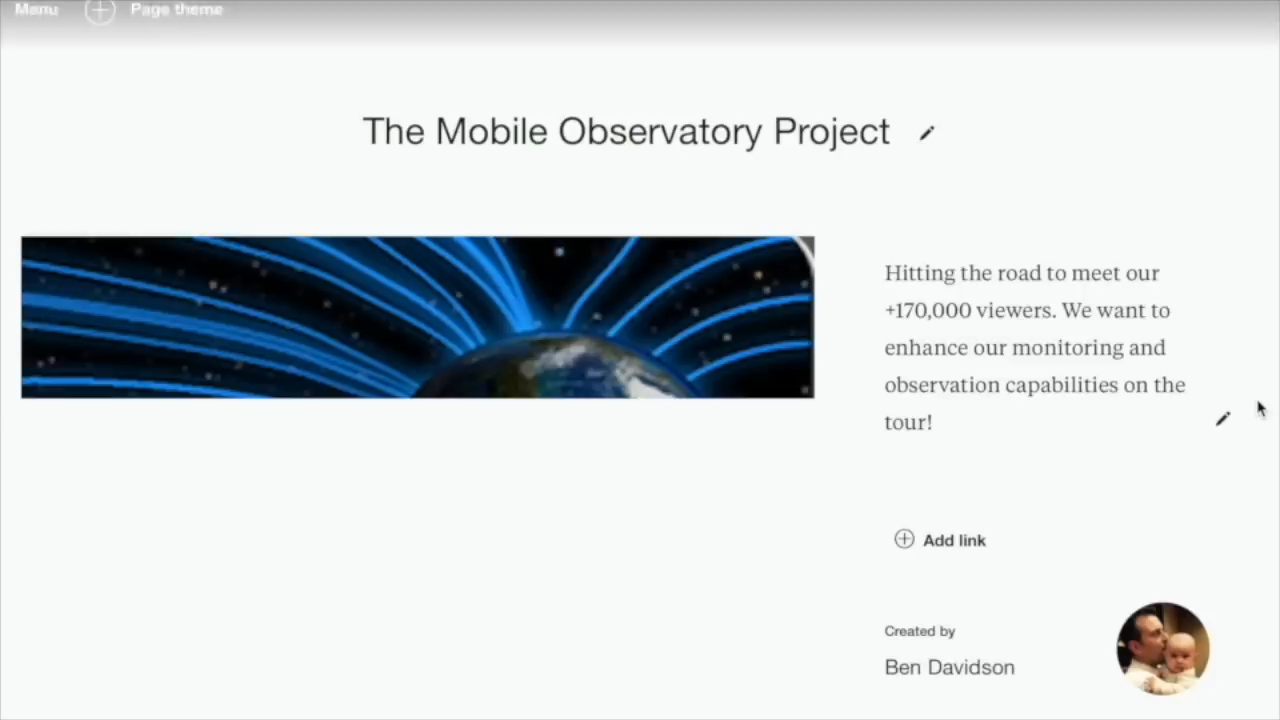 Menu
Page theme
The Mobile Observatory Project
Hitting the road to meet our
+170,000 viewers. We want to
enhance our monitoring and
observation capabilities on the
tour!
Add link
Created by
Ben Davidson